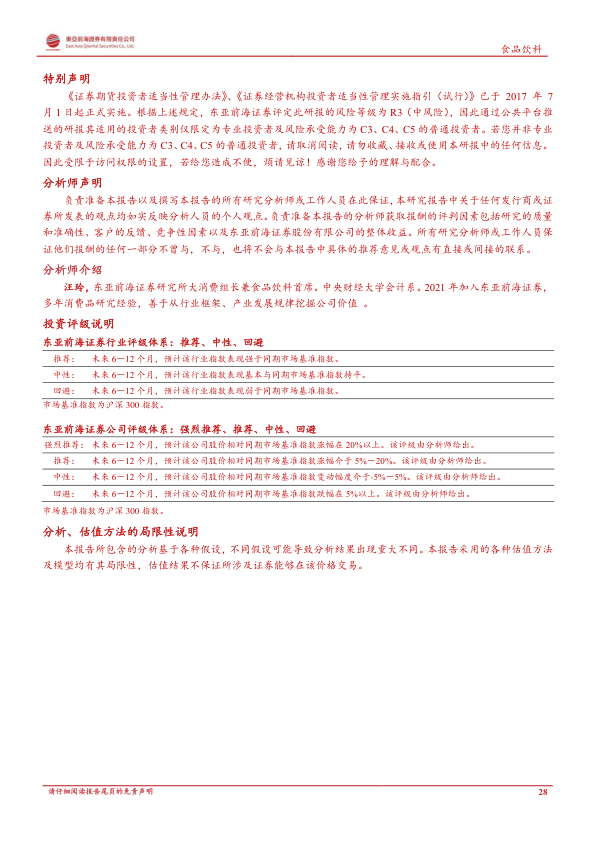 東亞前海證券有限責任公司
East Asia Qianhai Securities Co., Ltd.
食品饮料
特别声明
《证券期货投资者适当性管理办法》、《证券经营机构投资者适当性管理实施指引（试行）》已于 2017 年 7
月 1 日起正式实施。根据上述规定，东亚前海证券评定此研报的风险等级为 R3（中风险），因此通过公共平台推
送的研报其适用的投资者类别仅限定为专业投资者及风险承受能力为 C3、C4、C5 的普通投资者。若您并非专业
投资者及风险承受能力为 C3、C4、C5 的普通投资者，请取消阅读，请勿收藏、接收或使用本研报中的任何信息。
因此受限于访问权限的设置，若给您造成不便，烦请见谅！感谢您给予的理解与配合。
分析师声明
负责准备本报告以及撰写本报告的所有研究分析师或工作人员在此保证，本研究报告中关于任何发行商或证
券所发表的观点均如实反映分析人员的个人观点。负责准备本报告的分析师获取报酬的评判因素包括研究的质量
和准确性、客户的反馈、竞争性因素以及东亚前海证券股份有限公司的整体收益。所有研究分析师或工作人员保
证他们报酬的任何一部分不曾与，不与，也将不会与本报告中具体的推荐意见或观点有直接或间接的联系。
分析师介绍
汪玲，东亚前海证券研究所大消费组长兼食品饮料首席。中央财经大学会计系。2021 年加入东亚前海证券，
多年消费品研究经验，善于从行业框架、产业发展规律挖掘公司价值 。
投资评级说明
东亚前海证券行业评级体系：推荐、中性、回避
推荐： 未来 6－12 个月，预计该行业指数表现强于同期市场基准指数。
中性： 未来 6－12 个月，预计该行业指数表现基本与同期市场基准指数持平。
回避： 未来 6－12 个月，预计该行业指数表现弱于同期市场基准指数。
市场基准指数为沪深 300 指数。
东亚前海证券公司评级体系：强烈推荐、推荐、中性、回避
强烈推荐： 未来 6－12 个月，预计该公司股价相对同期市场基准指数涨幅在 20%以上。该评级由分析师给出。
推荐： 未来 6－12 个月，预计该公司股价相对同期市场基准指数涨幅介于 5%－20%。该评级由分析师给出。
中性： 未来 6－12 个月，预计该公司股价相对同期市场基准指数变动幅度介于-5%－5%。该评级由分析师给出。
回避： 未来 6－12 个月，预计该公司股价相对同期市场基准指数跌幅在 5%以上。该评级由分析师给出。
市场基准指数为沪深 300 指数。
分析、估值方法的局限性说明
本报告所包含的分析基于各种假设，不同假设可能导致分析结果出现重大不同。本报告采用的各种估值方法
及模型均有其局限性，估值结果不保证所涉及证券能够在该价格交易。
请仔细阅读报告尾页的免责声明
28